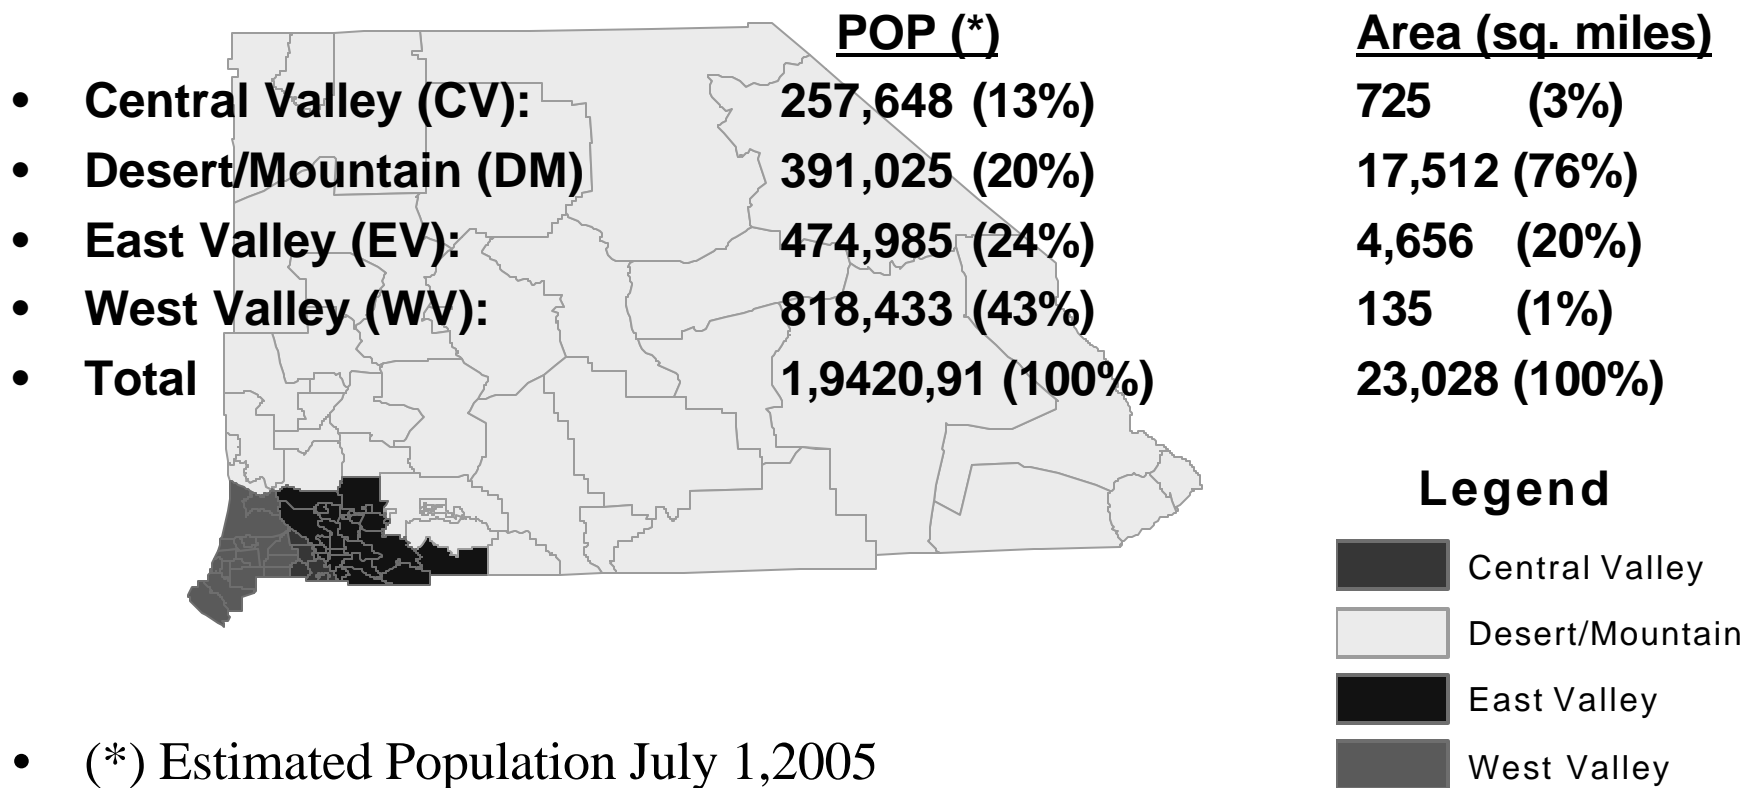 POP (*) Area (sq. miles)
• Central Valley (CV): 257,648 (13%) 725 (3%)
• Desert/Mountain (DM) 391,025 (20%) 17,512 (76%)
• East Valley (EV): 474,985 (24%) 4,656 (20%)
• West Valley (WV): 818,433 (43%) 135 (1%)
• Total 1,9420,91 (100%) 23,028 (100%)
Legend
Central Valley
Desert/Mountain
East Valley
West Valley
• (*) Estimated Population July 1,2005